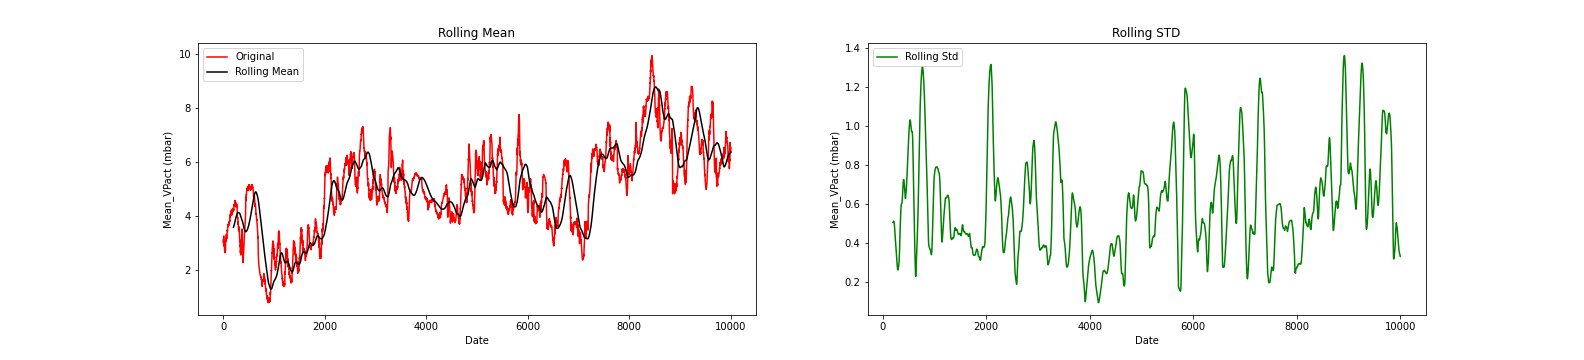 Rolling Mean
Original
Rolling Mean
10
8
6
4
2
Mean_VPact (mbar)
0
2000
4000
6000
8000
10000
Date
Rolling STD
Rolling Std
1.4
1.2
1.0
0.8
0.6
0.4
0.2
Mean_VPact (mbar)
0
2000
4000
6000
8000
10000
Date